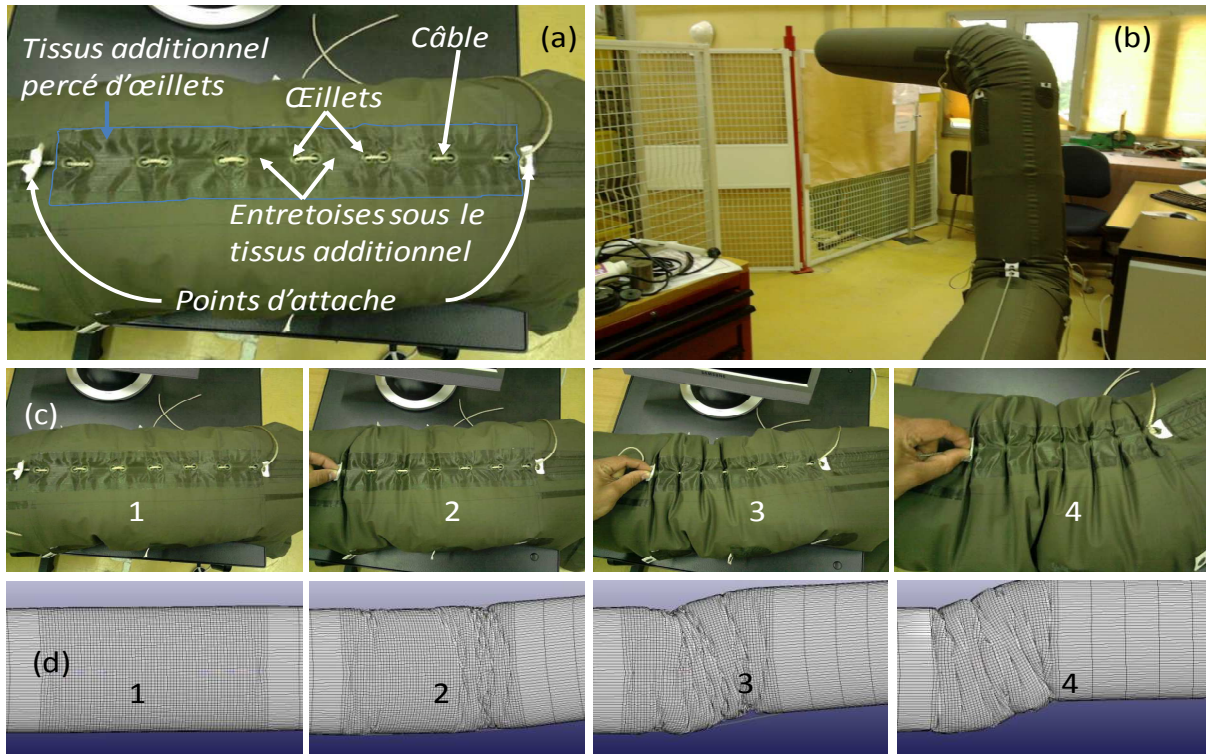 Tissus additionnel
percé d'œillets
Câble
(a)
Œillets
Entretoises sous le
tissus additionnel
Points d'attache
(b)
(c)
1
2
3
4
(d)
1
2
3
4